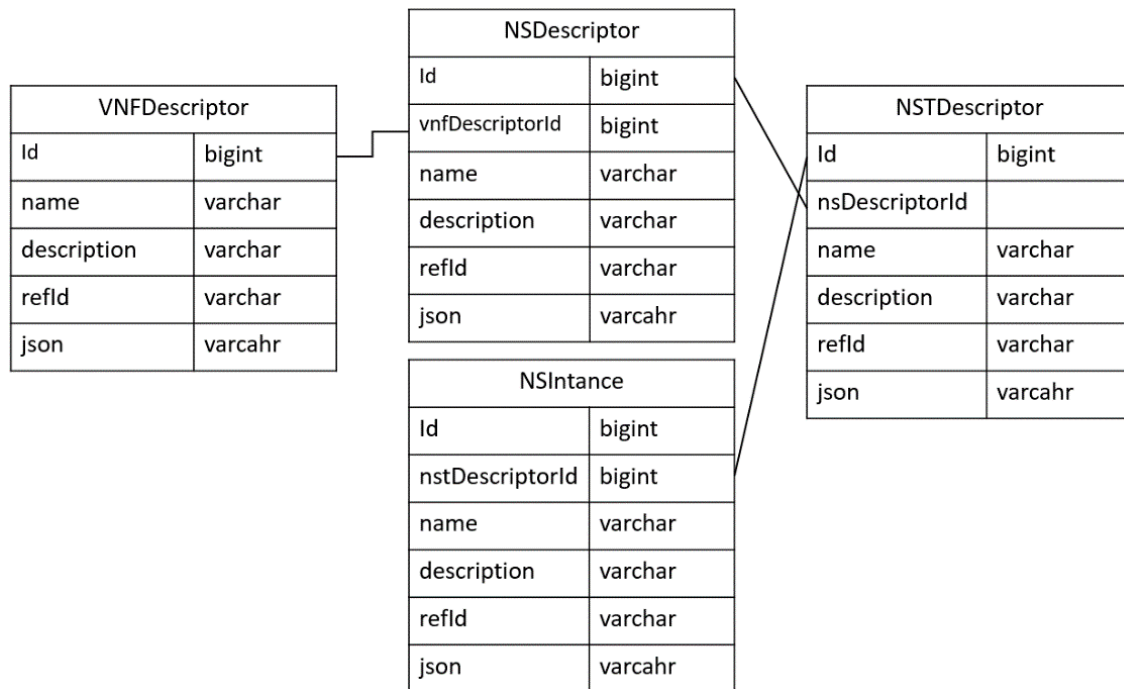 VNFDescriptor
Id bigint
name varchar
description varchar
refId varchar
json varcahr
NSDescriptor
Id bigint
vnfDescriptorId bigint
name varchar
description varchar
refId varchar
json varcahr
NSIntance
Id bigint
nstDescriptorId bigint
name varchar
description varchar
refId varchar
json varcahr
NSTDescriptor
Id bigint
nsDescriptorId
name varchar
description varchar
refId varchar
json varcahr